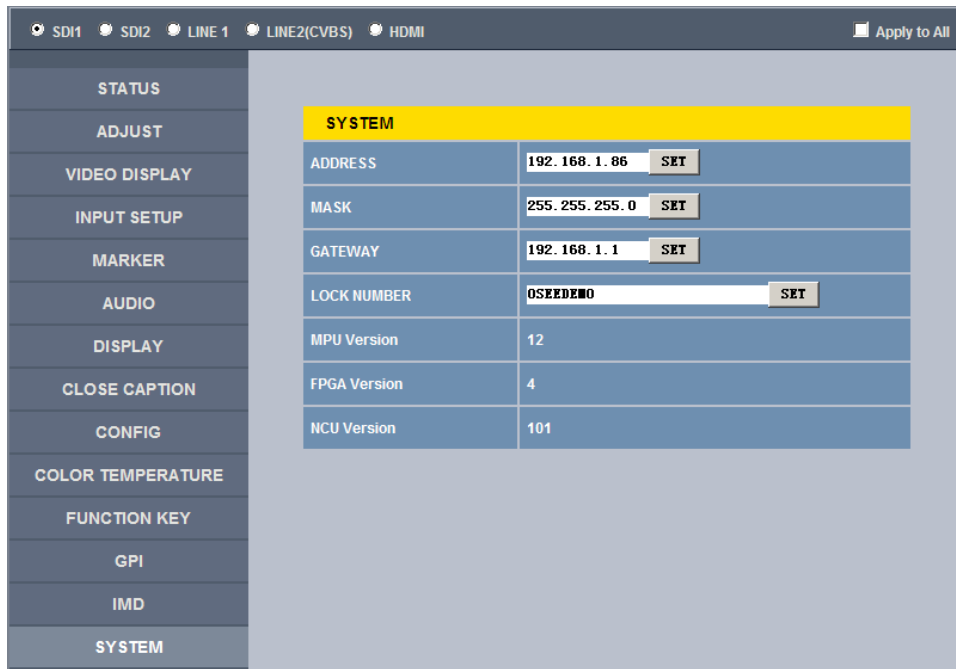 SDI1 SDI2 LINE 1 LINE2(CVBS) HDMI Apply to All
STATUS
ADJUST
VIDEO DISPLAY
INPUT SETUP
MARKER
AUDIO
DISPLAY
CLOSE CAPTION
CONFIG
COLOR TEMPERATURE
FUNCTION KEY
GPI
IMD
SYSTEM
SYSTEM
ADDRESS 192.168.1.86 SET
MASK 255.255.255.0 SET
GATEWAY 192.168.1.1 SET
LOCK NUMBER OSEEDEMO SET
MPU Version 12
FPGA Version 4
NCU Version 101